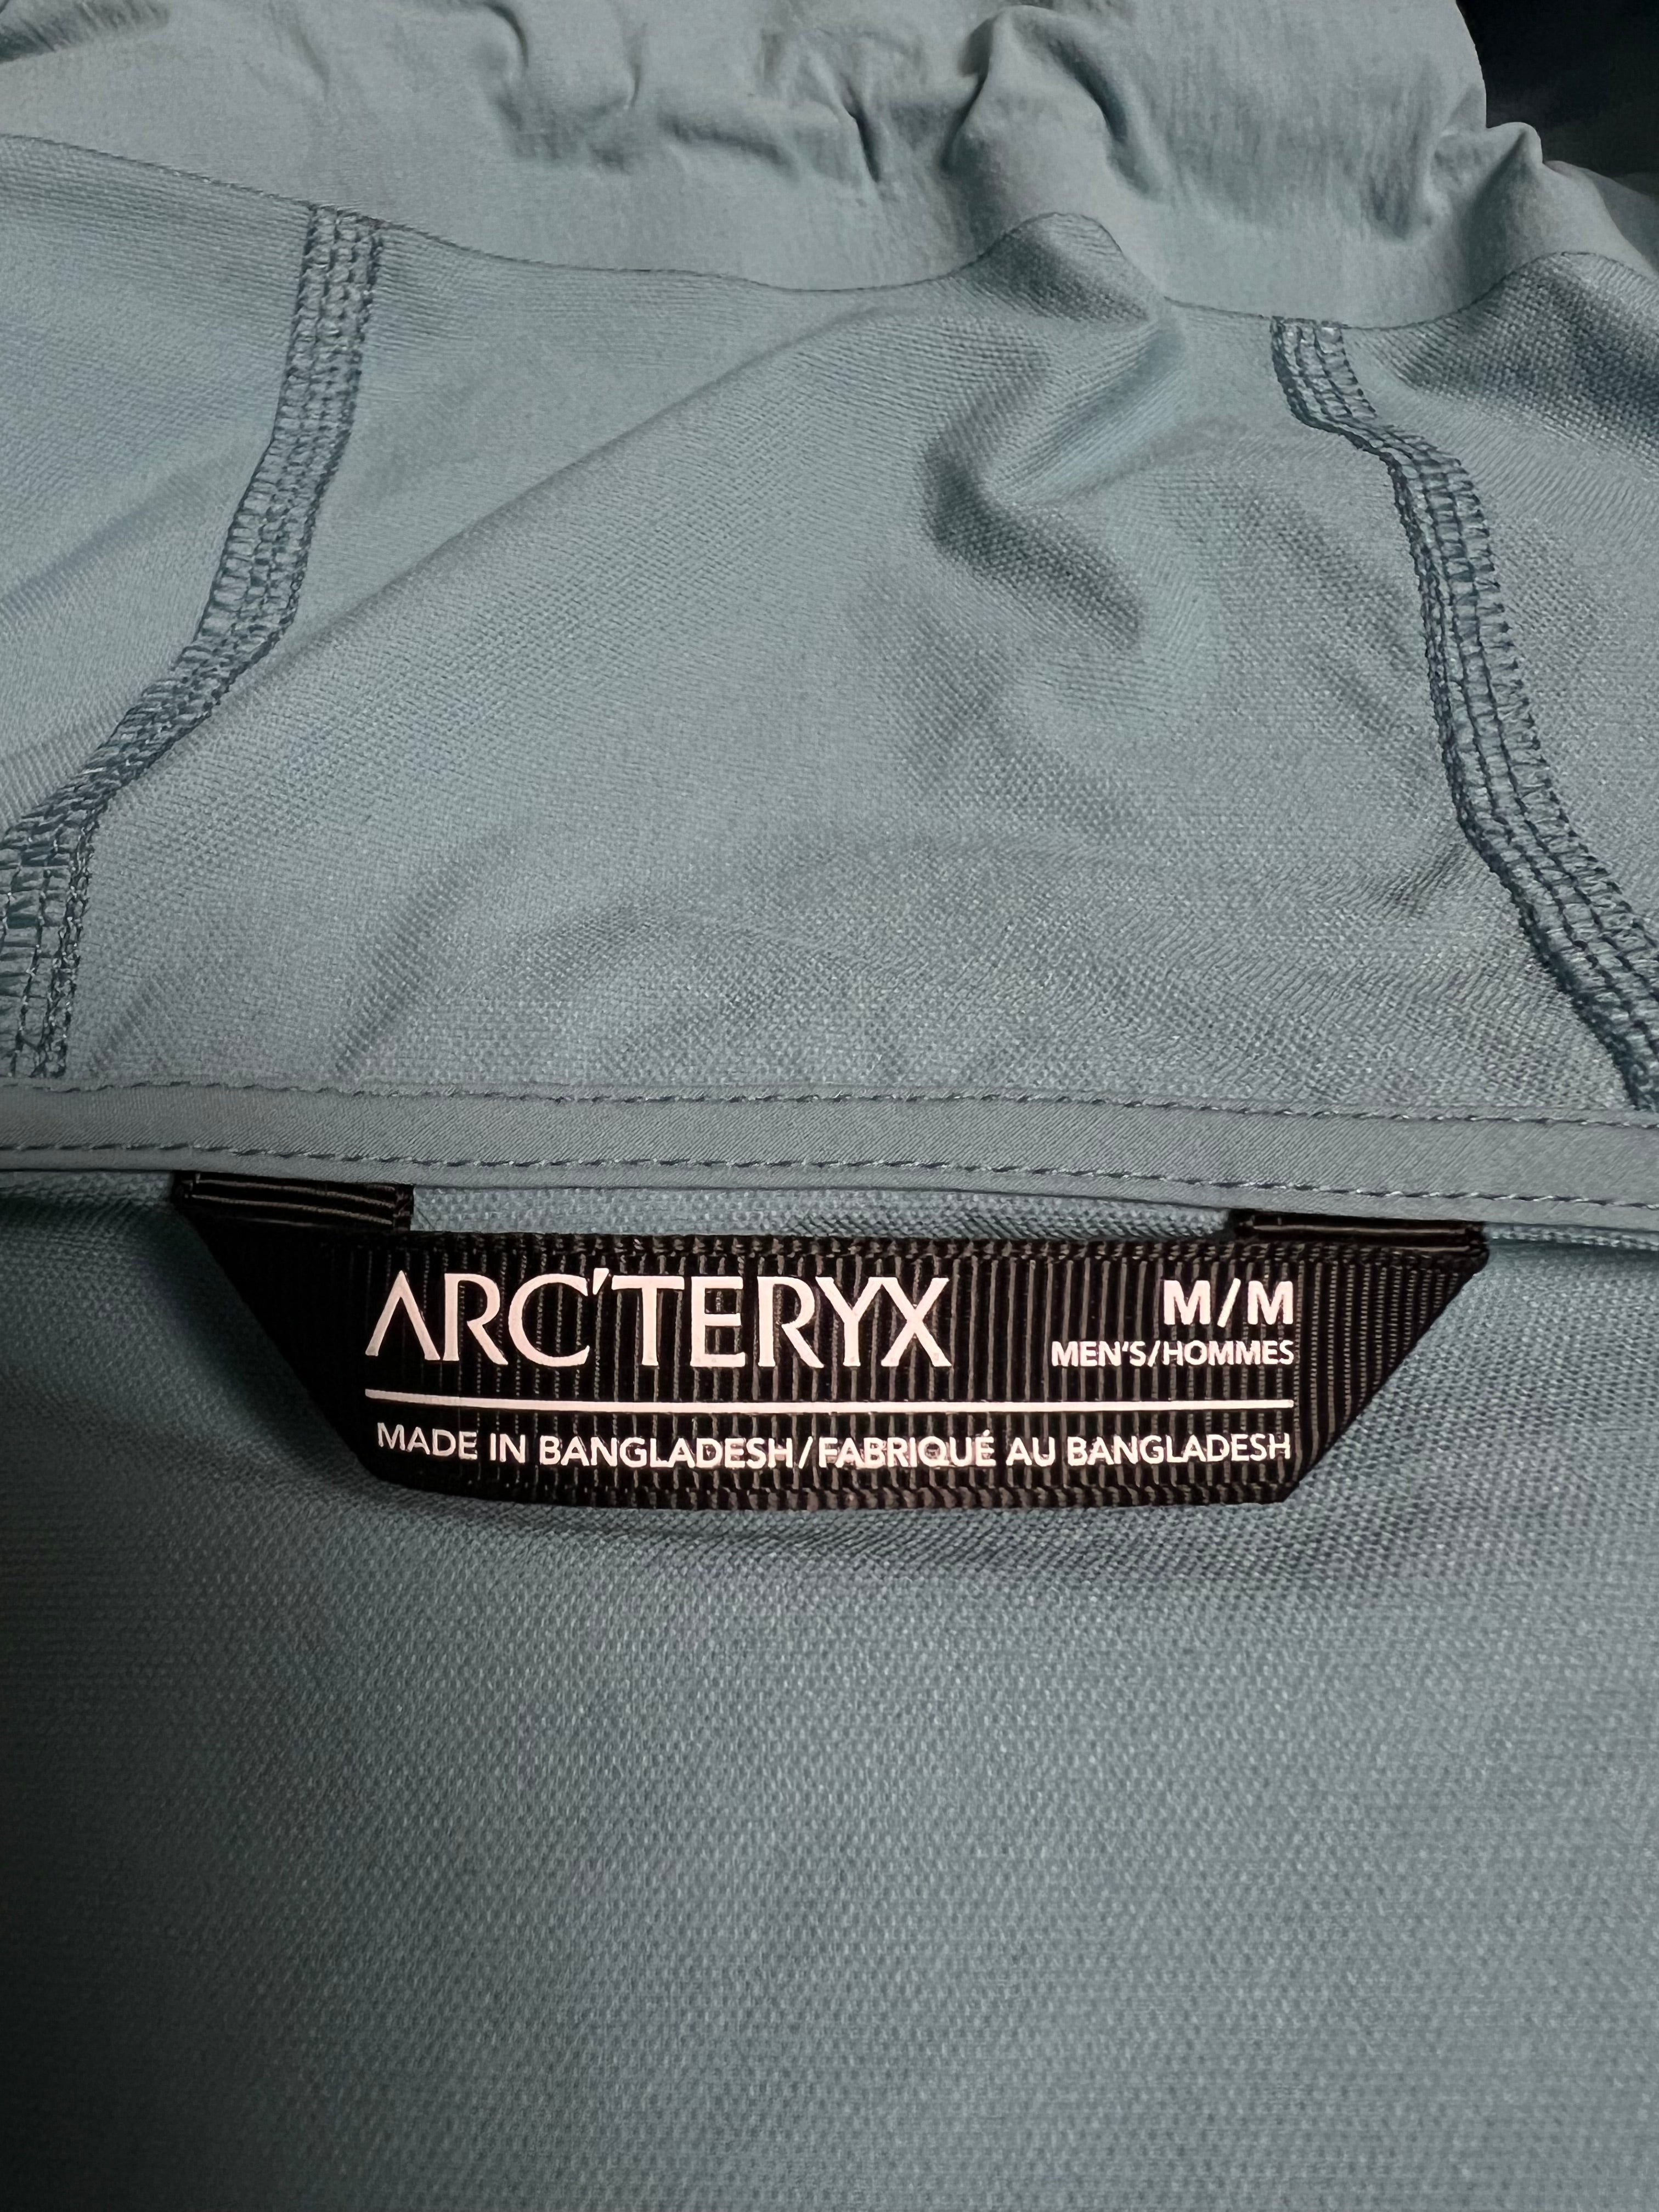 ARC'TERYX
M/M
MEN'S/HOMMES
MADE IN BANGLADESH/FABRIQUÉ AU BANGLADESH